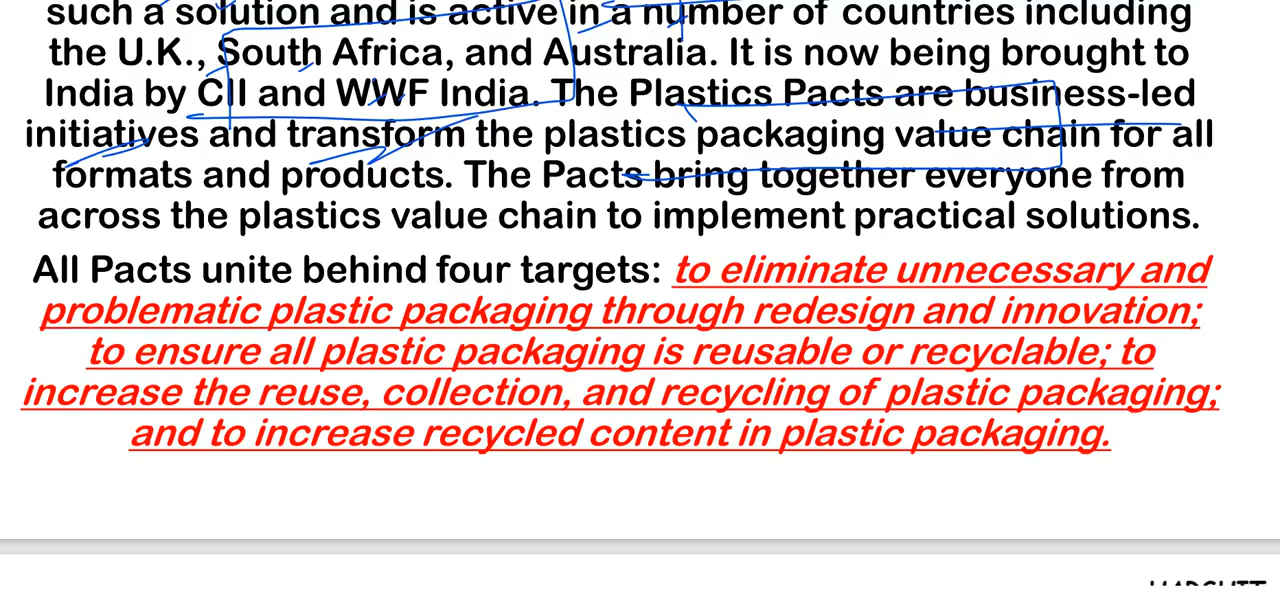 such a solution and is active in a number of countries including
the U.K., South Africa, and Australia. It is now being brought to
India by CII and WWF India. The Plastics Pacts are business-led
initiatives and transform the plastics packaging value chain for all
formats and products. The Pacts bring together everyone from
across the plastics value chain to implement practical solutions.
All Pacts unite behind four targets: to eliminate unnecessary and
problematic plastic packaging through redesign and innovation;
to ensure all plastic packaging is reusable or recyclable; to
increase the reuse, collection, and recycling of plastic packaging;
and to increase recycled content in plastic packaging.